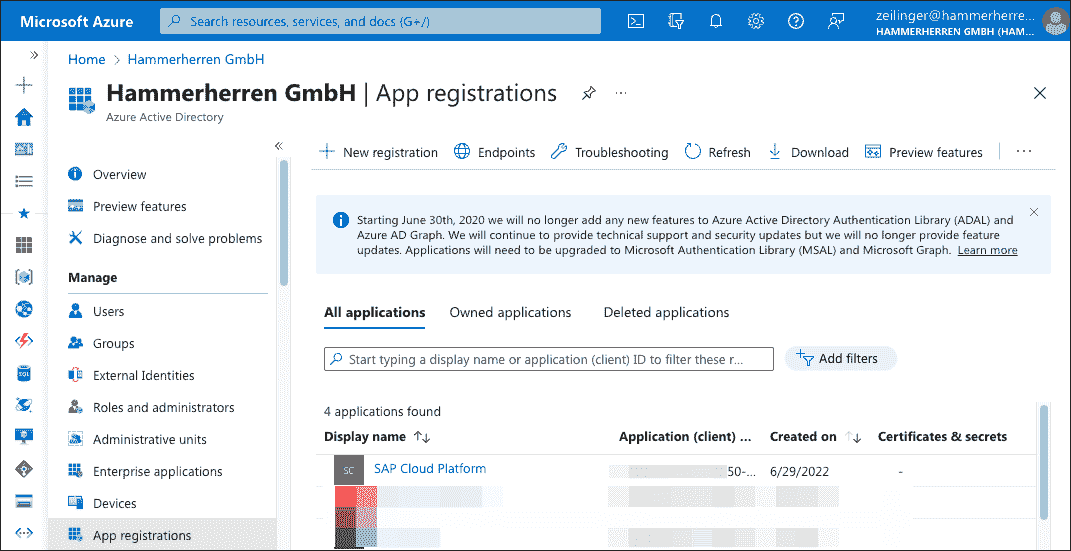 Microsoft Azure
Search resources, services, and docs (G+/)
zeilinger@hammerherre...
HAMMERHERREN GMBH (HAM...
Home > Hammerherren GmbH
Hammerherren GmbH | App registrations
Azure Active Directory
New registration
Endpoints
Troubleshooting
Refresh
Download
Preview features
Overview
Preview features
Diagnose and solve problems
Manage
Users
Groups
External Identities
Roles and administrators
Administrative units
Enterprise applications
Devices
App registrations
Starting June 30th, 2020 we will no longer add any new features to Azure Active Directory Authentication Library (ADAL) and
Azure AD Graph. We will continue to provide technical support and security updates but we will no longer provide feature
updates. Applications will need to be upgraded to Microsoft Authentication Library (MSAL) and Microsoft Graph. Learn more
All applications
Owned applications
Deleted applications
Start typing a display name or application (client) ID to filter these r...
Add filters
4 applications found
Display name
Application (client) ...
Created on
Certificates & secrets
SC
SAP Cloud Platform
50-...
6/29/2022
-